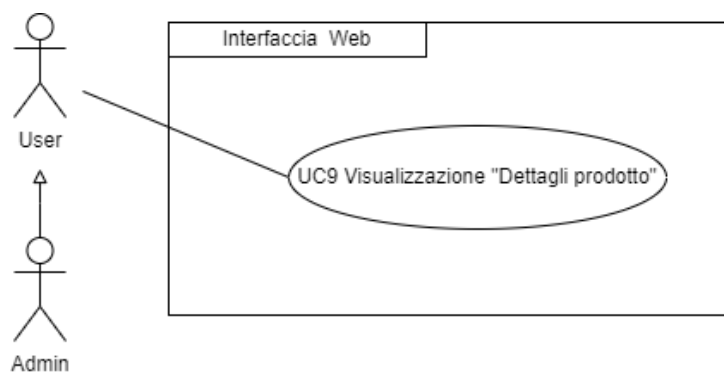 Interfaccia Web
User
UC9 Visualizzazione "Dettagli prodotto"
Admin